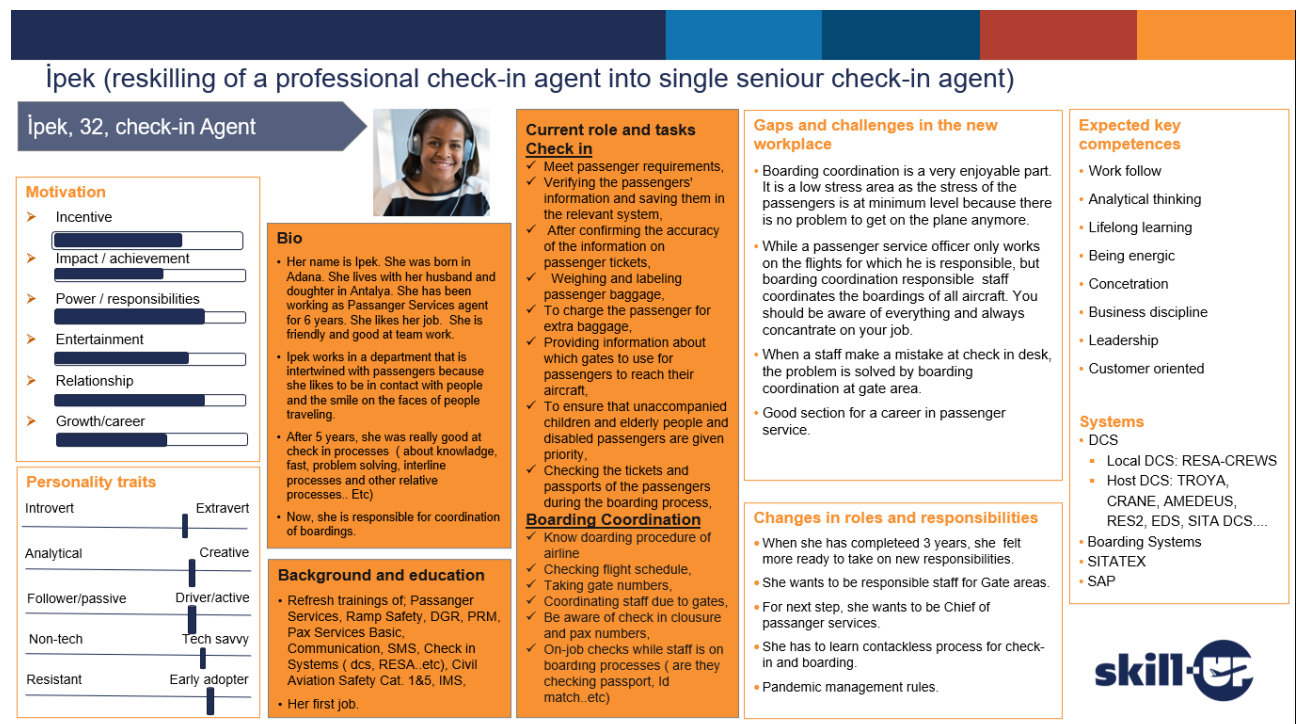 İpek (reskilling of a professional check-in agent into single seniour check-in agent)
İpek, 32, check-in Agent
Motivation
Incentive
Impact / achievement
Power / responsibilities
Entertainment
Relationship
Growth/career
Personality traits
Introvert Extravert
Analytical Creative
Follower/passive Driver/active
Non-tech Tech savvy
Resistant Early adopter
Bio
• Her name is Ipek. She was born in
Adana. She lives with her husband and
doughter in Antalya. She has been
working as Passanger Services agent
for 6 years. She likes her job. She is
friendly and good at team work.
• Ipek works in a department that is
intertwined with passengers because
she likes to be in contact with people
and the smile on the faces of people
traveling.
• After 5 years, she was really good at
check in processes ( about knowladge,
fast, problem solving, interline
processes and other relative
processes.. Etc)
• Now, she is responsible for coordination
of boardings.
Background and education
• Refresh trainings of; Passanger
Services, Ramp Safety, DGR, PRM,
Pax Services Basic,
Communication, SMS, Check in
Systems ( dcs, RESA..etc), Civil
Aviation Safety Cat. 1&5, IMS,
• Her first job.
Current role and tasks
Check in
✓ Meet passenger requirements,
✓ Verifying the passengers'
information and saving them in
the relevant system,
✓ After confirming the accuracy
of the information on
passenger tickets,
✓ Weighing and labeling
passenger baggage,
✓ To charge the passenger for
extra baggage,
✓ Providing information about
which gates to use for
passengers to reach their
aircraft,
✓ To ensure that unaccompanied
children and elderly people and
disabled passengers are given
priority,
✓ Checking the tickets and
passports of the passengers
during the boarding process,
Boarding Coordination
✓ Know doarding procedure of
airline
✓ Checking flight schedule,
✓ Taking gate numbers,
✓ Coordinating staff due to gates,
✓ Be aware of check in clousure
and pax numbers,
✓ On-job checks while staff is on
boarding processes ( are they
checking passport, Id
match..etc)
Gaps and challenges in the new
workplace
• Boarding coordination is a very enjoyable part.
It is a low stress area as the stress of the
passengers is at minimum level because there
is no problem to get on the plane anymore.
• While a passenger service officer only works
on the flights for which he is responsible, but
boarding coordination responsible staff
coordinates the boardings of all aircraft. You
should be aware of everything and always
concantrate on your job.
• When a staff make a mistake at check in desk,
the problem is solved by boarding
coordination at gate area.
• Good section for a career in passenger
service.
Changes in roles and responsibilities
• When she has completeed 3 years, she felt
more ready to take on new responsibilities.
• She wants to be responsible staff for Gate areas.
• For next step, she wants to be Chief of
passanger services.
• She has to learn contackless process for check-
in and boarding.
• Pandemic management rules.
Expected key
competences
• Work follow
• Analytical thinking
• Lifelong learning
• Being energic
• Concetration
• Business discipline
• Leadership
• Customer oriented
Systems
• DCS
▪ Local DCS: RESA-CREWS
▪ Host DCS: TROYA,
CRANE, AMEDEUS,
RES2, EDS, SITA DCS....
• Boarding Systems
• SITATEX
• SAP
skill-UP